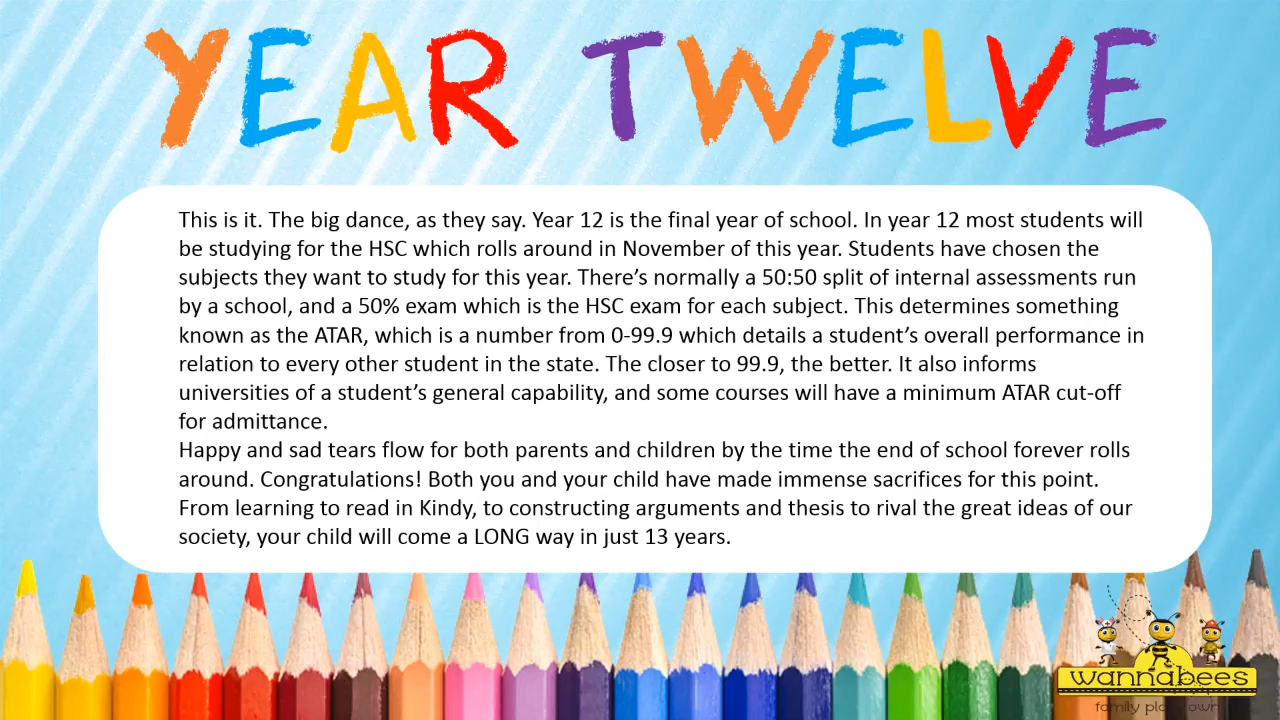 YEAR TWELVE
This is it. The big dance, as they say. Year 12 is the final year of school. In year 12 most students will
be studying for the HSC which rolls around in November of this year. Students have chosen the
subjects they want to study for this year. There’s normally a 50:50 split of internal assessments run
by a school, and a 50% exam which is the HSC exam for each subject. This determines something
known as the ATAR, which is a number from 0-99.9 which details a student’s overall performance in
relation to every other student in the state. The closer to 99.9, the better. It also informs
universities of a student’s general capability, and some courses will have a minimum ATAR cut-off
for admittance.
Happy and sad tears flow for both parents and children by the time the end of school forever rolls
around. Congratulations! Both you and your child have made immense sacrifices for this point.
From learning to read in Kindy, to constructing arguments and thesis to rival the great ideas of our
society, your child will come a LONG way in just 13 years.
wannabees
family play town